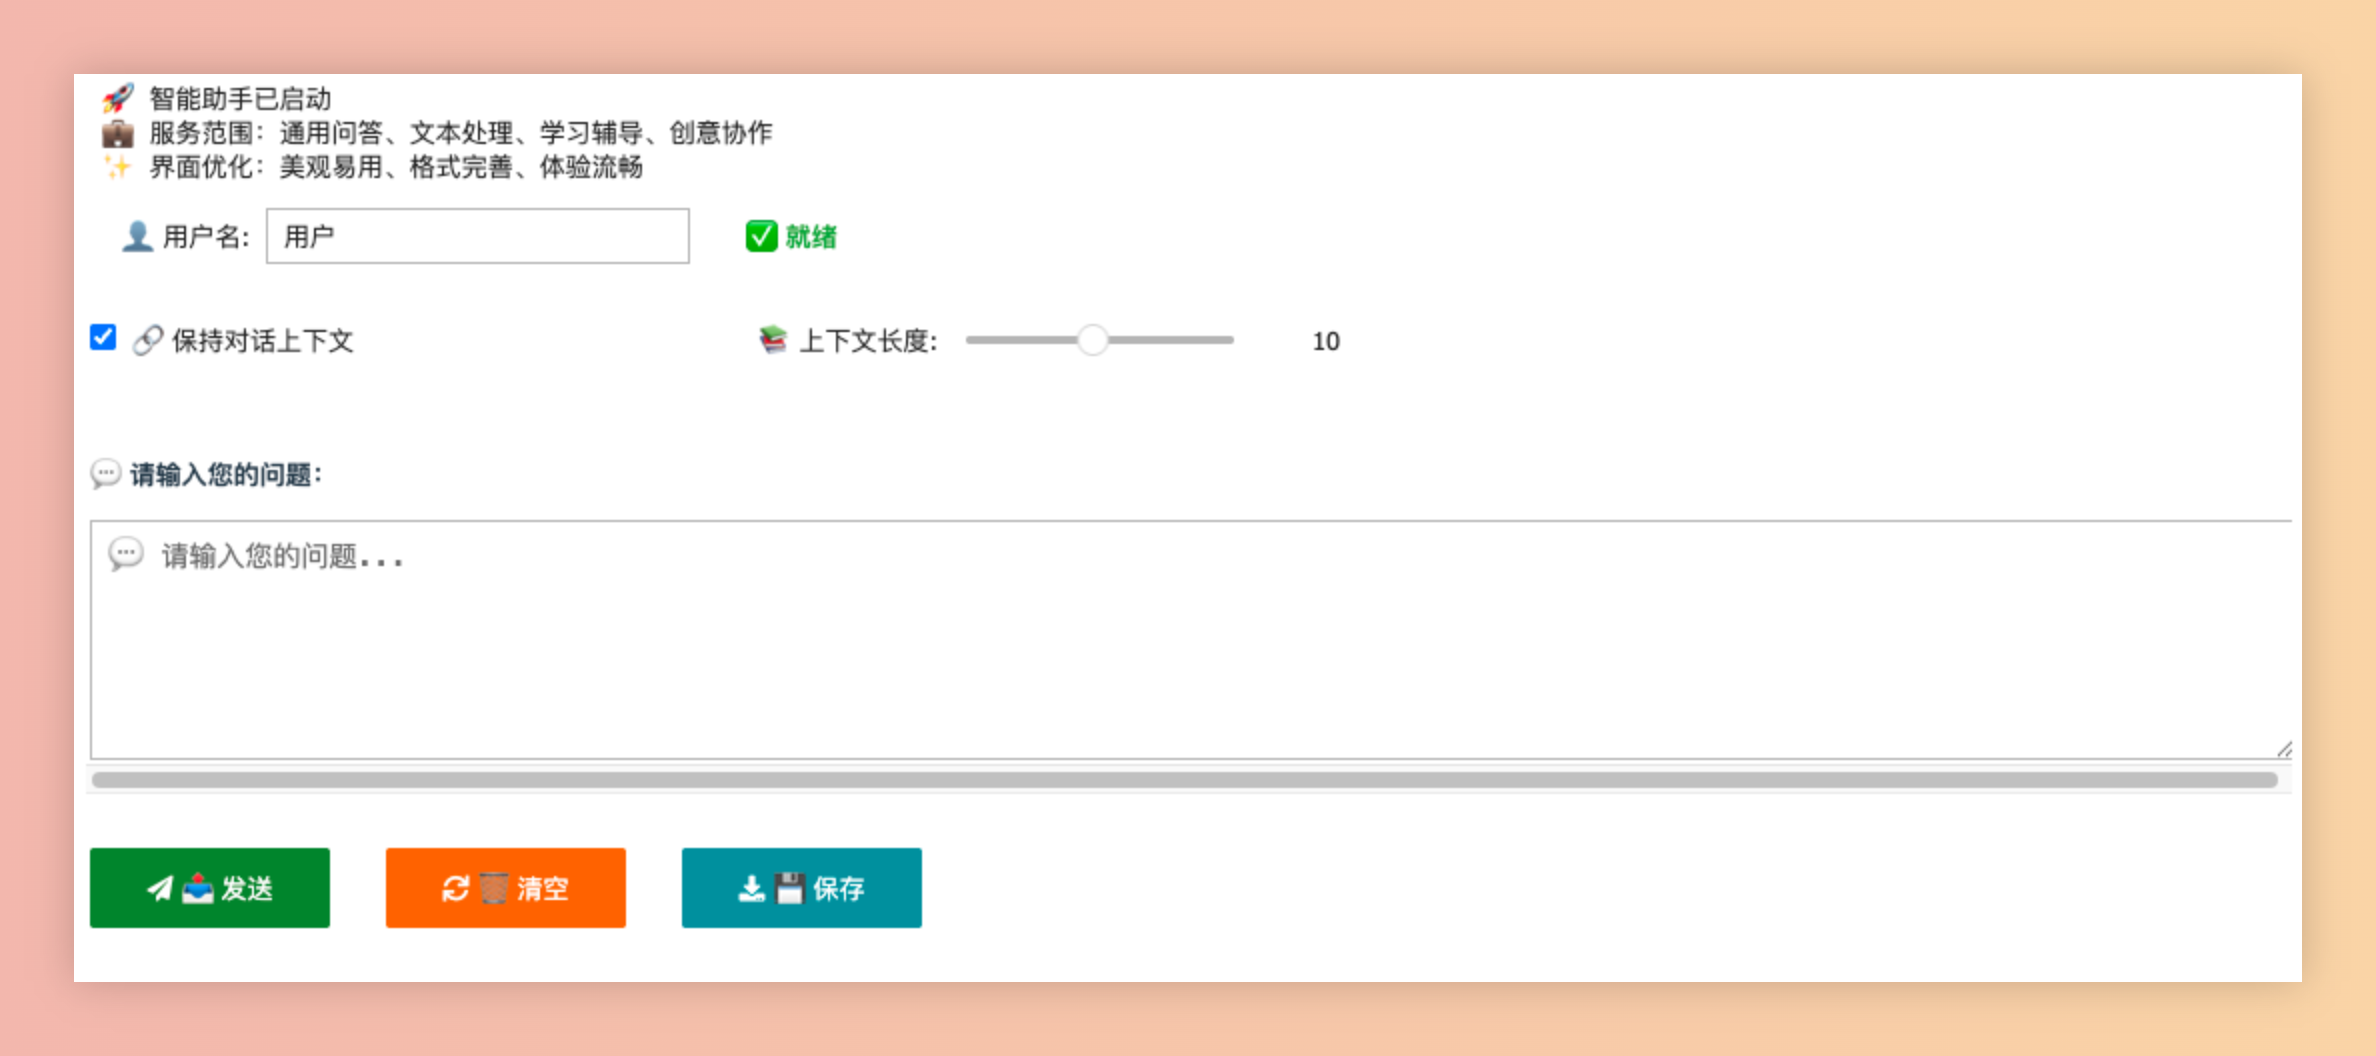 🚀 智能助手已启动
💼 服务范围：通用问答、文本处理、学习辅导、创意协作
✨ 界面优化：美观易用、格式完善、体验流畅
👤 用户名: 用户 ✅ 就绪
🔗 保持对话上下文 📚 上下文长度: 10
💬 请输入您的问题：
💬 请输入您的问题...
📤 发送 🗑️ 清空 💾 保存